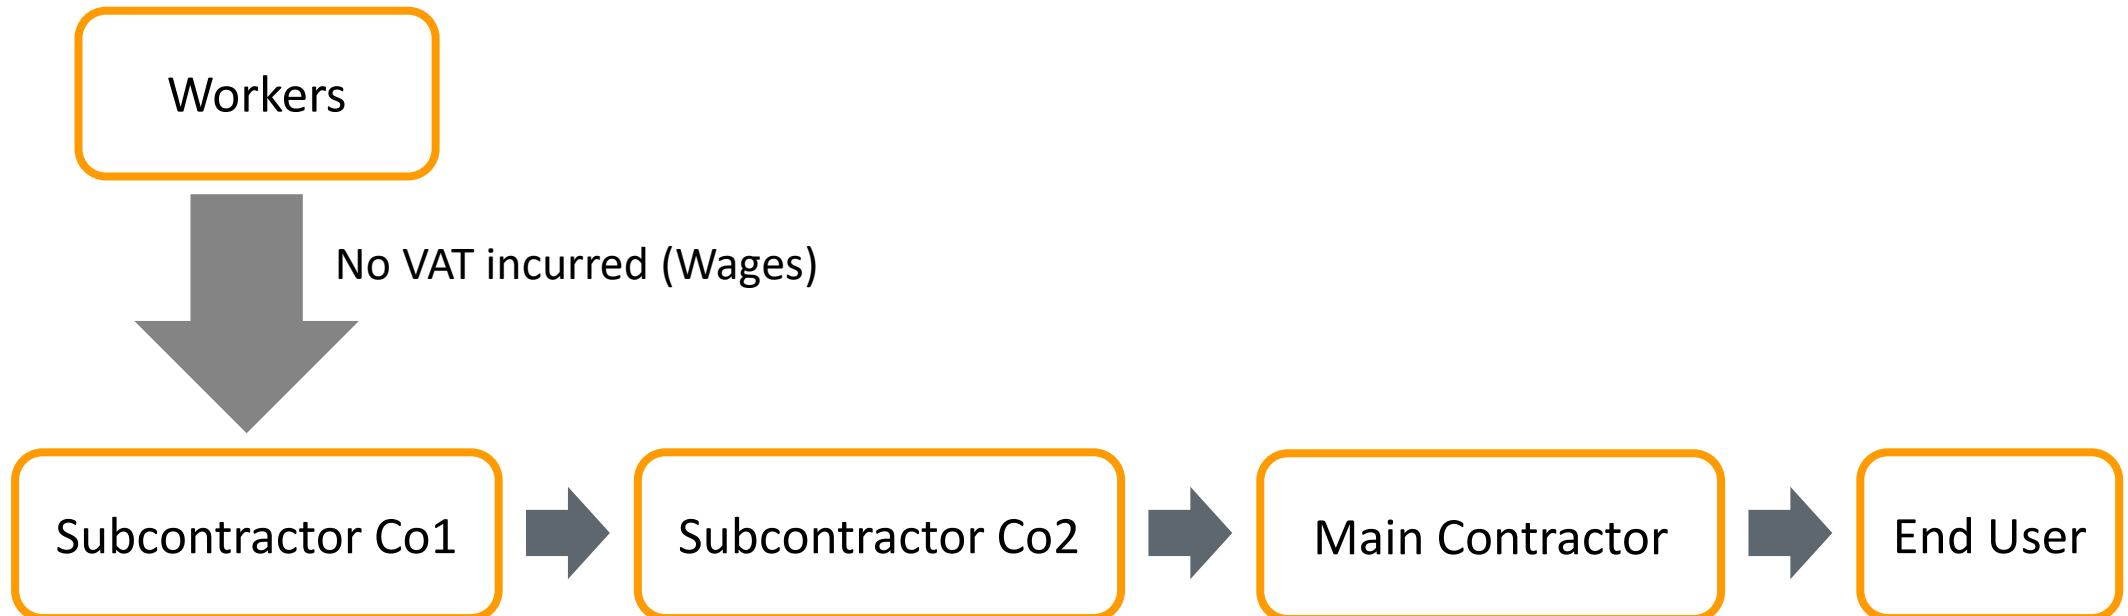 Workers
No VAT incurred (Wages)
Subcontractor Co1
Subcontractor Co2
Main Contractor
End User